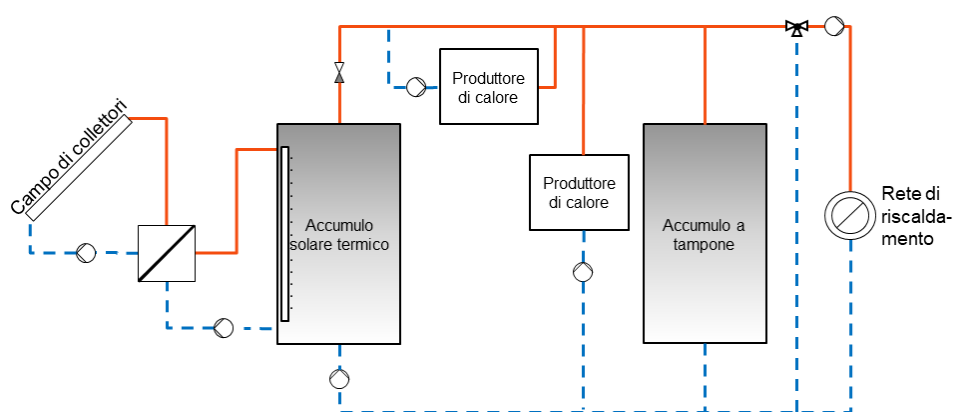 Campo di collettori
Produttore
di calore
Produttore
di calore
Accumulo
solare termico
Accumulo a
tampone
Rete di
riscalda-
mento